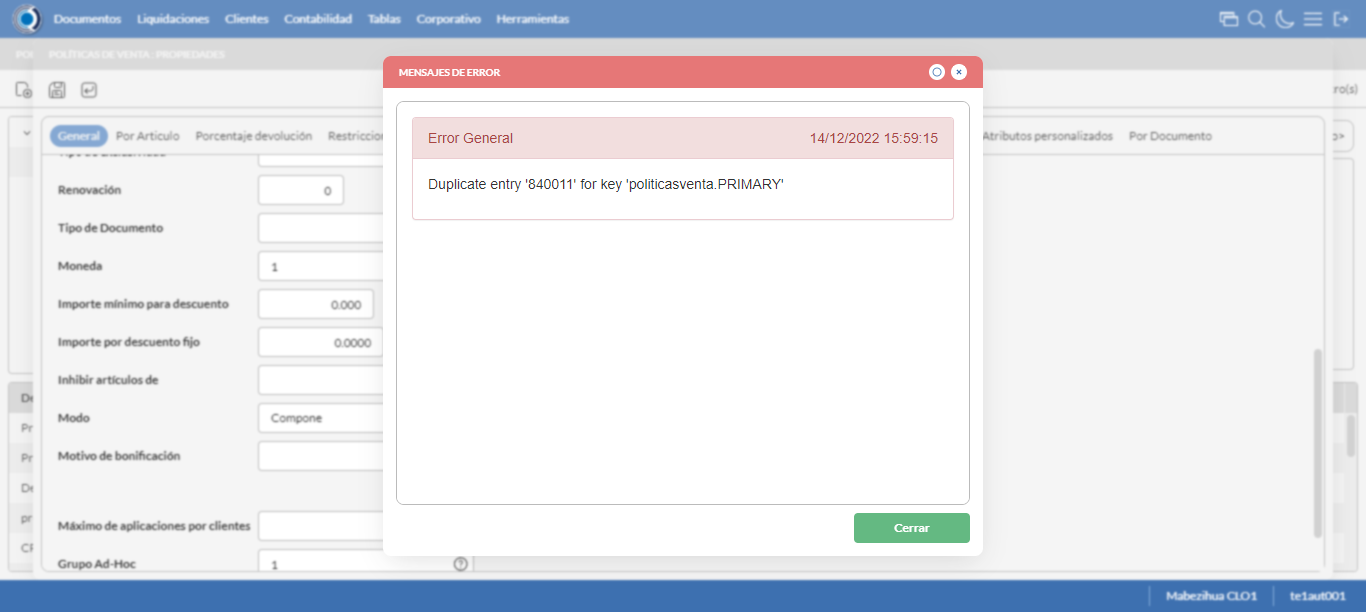 Documentos Liquidaciones Clientes Contabilidad Tablas Corporativo Herramientas
POLÍTICAS DE VENTA : PROPIEDADES
MENSAJES DE ERROR
Error General 14/12/2022 15:59:15
Duplicate entry '840011' for key 'politicasventa.PRIMARY'
Cerrar
General Por Articulo Porcentaje devolución Restriccion Atributos personalizados Por Documento
Renovación 0
Tipo de Documento
Moneda 1
Importe mínimo para descuento 0.000
Importe por descuento fijo 0.0000
Inhibir artículos de
Modo Compone
Motivo de bonificación
Máximo de aplicaciones por clientes
Grupo Ad-Hoc 1
Mabezihua CLO1 te1aut001